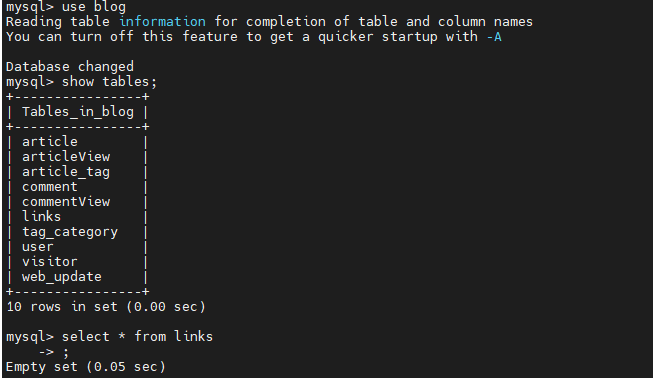 mysql> use blog
Reading table information for completion of table and column names
You can turn off this feature to get a quicker startup with -A

Database changed
mysql> show tables;
+----------------+
| Tables_in_blog |
+----------------+
| article        |
| articleView    |
| article_tag    |
| comment        |
| commentView    |
| links          |
| tag_category   |
| user           |
| visitor        |
| web_update     |
+----------------+
10 rows in set (0.00 sec)

mysql> select * from links
    -> ;
Empty set (0.05 sec)